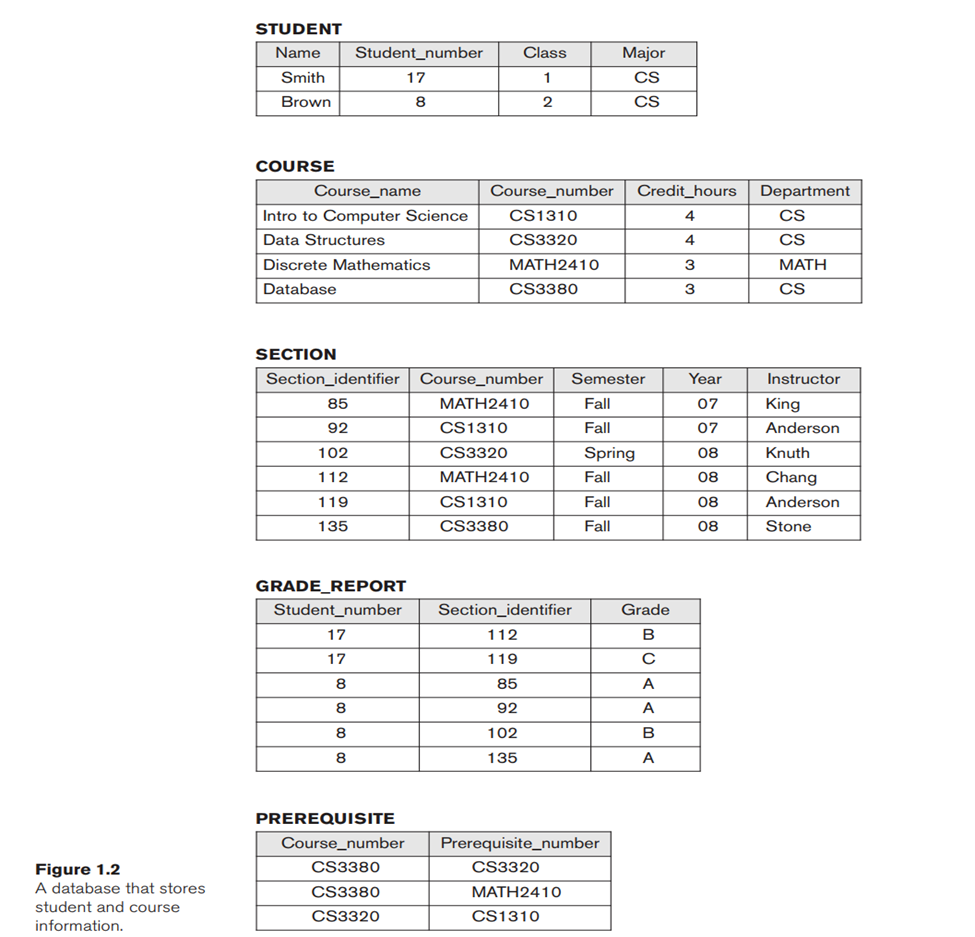 STUDENT
Name Student_number Class Major
Smith 17 1 CS
Brown 8 2 CS
COURSE
Course_name Course_number Credit_hours Department
Intro to Computer Science CS1310 4 CS
Data Structures CS3320 4 CS
Discrete Mathematics MATH2410 3 MATH
Database CS3380 3 CS
SECTION
Section_identifier Course_number Semester Year Instructor
85 MATH2410 Fall 07 King
92 CS1310 Fall 07 Anderson
102 CS3320 Spring 08 Knuth
112 MATH2410 Fall 08 Chang
119 CS1310 Fall 08 Anderson
135 CS3380 Fall 08 Stone
GRADE_REPORT
Student_number Section_identifier Grade
17 112 B
17 119 C
8 85 A
8 92 A
8 102 B
8 135 A
PREREQUISITE
Course_number Prerequisite_number
CS3380 CS3320
CS3380 MATH2410
CS3320 CS1310
Figure 1.2
A database that stores
student and course
information.